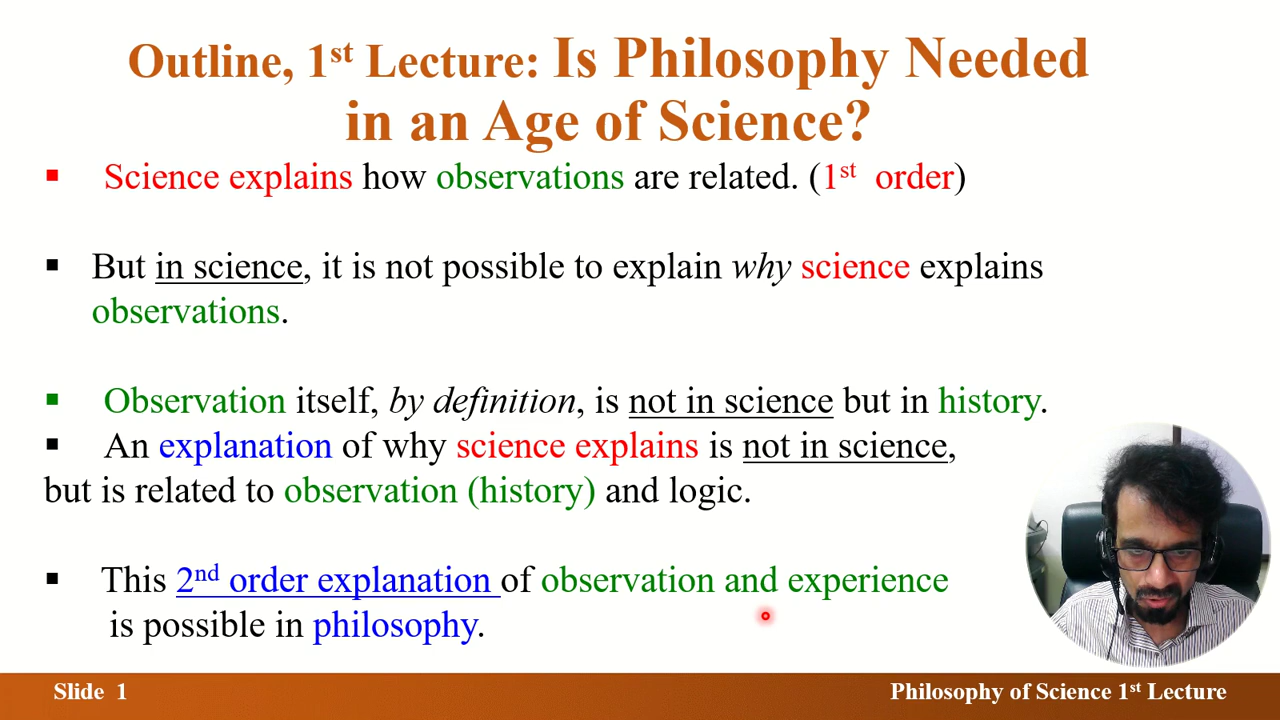 Outline, 1st Lecture: Is Philosophy Needed
in an Age of Science?
▪ Science explains how observations are related. (1st order)
▪ But in science, it is not possible to explain why science explains
observations.
▪ Observation itself, by definition, is not in science but in history.
▪ An explanation of why science explains is not in science,
but is related to observation (history) and logic.
▪ This 2nd order explanation of observation and experience
is possible in philosophy.
Slide 1
Philosophy of Science 1st Lecture